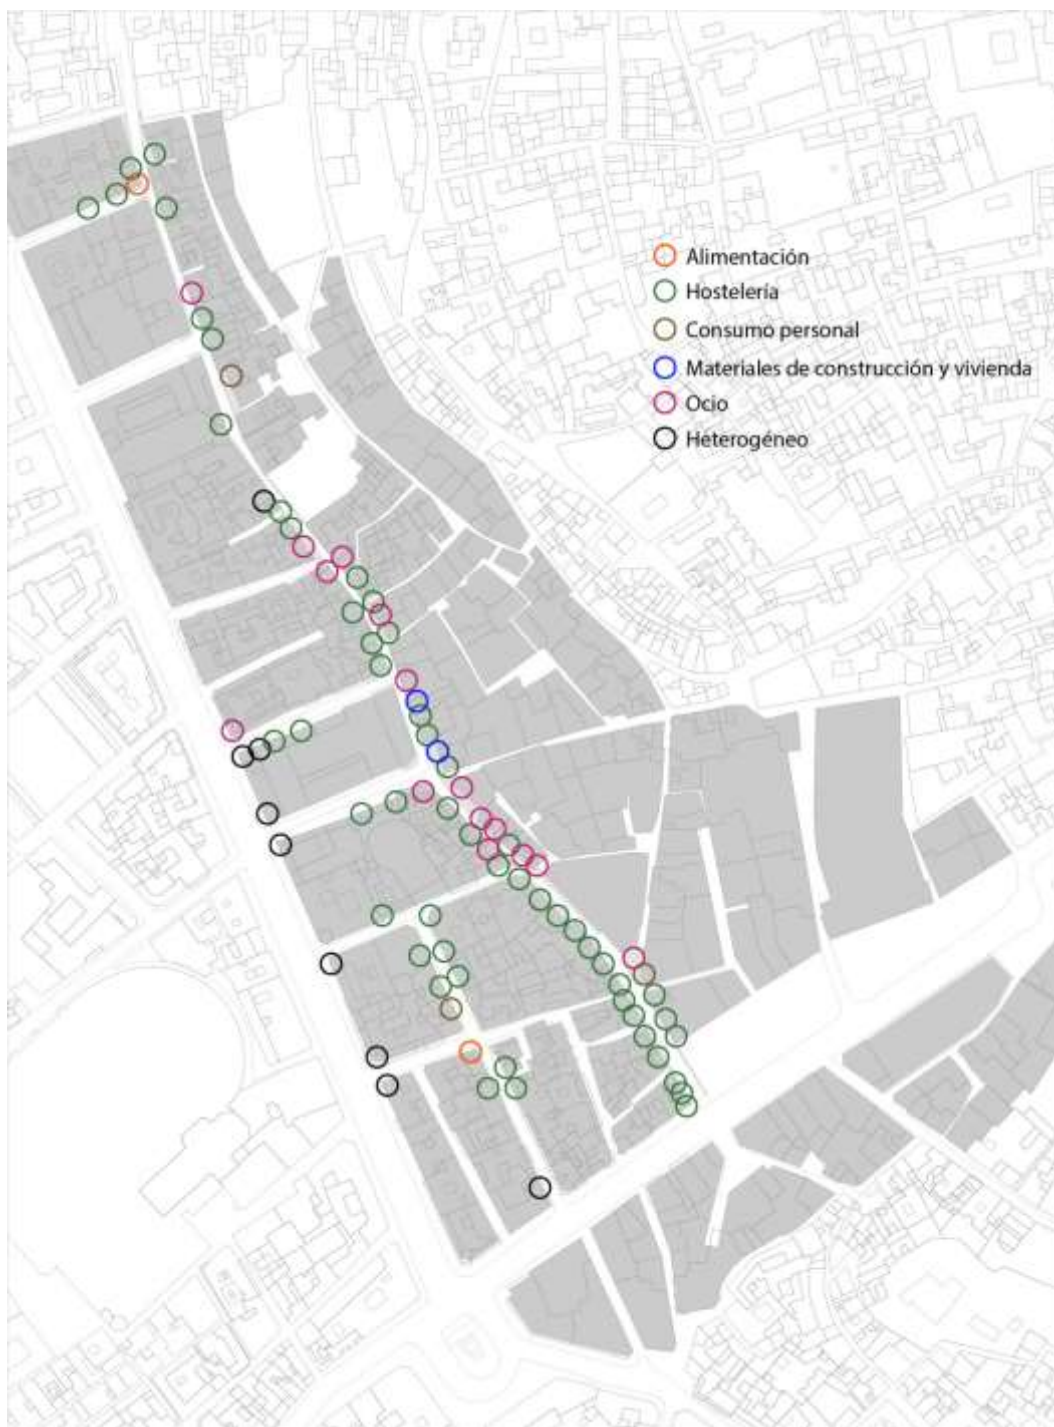 Alimentación
Hostelería
Consumo personal
Materiales de construcción y vivienda
Ocio
Heterogéneo